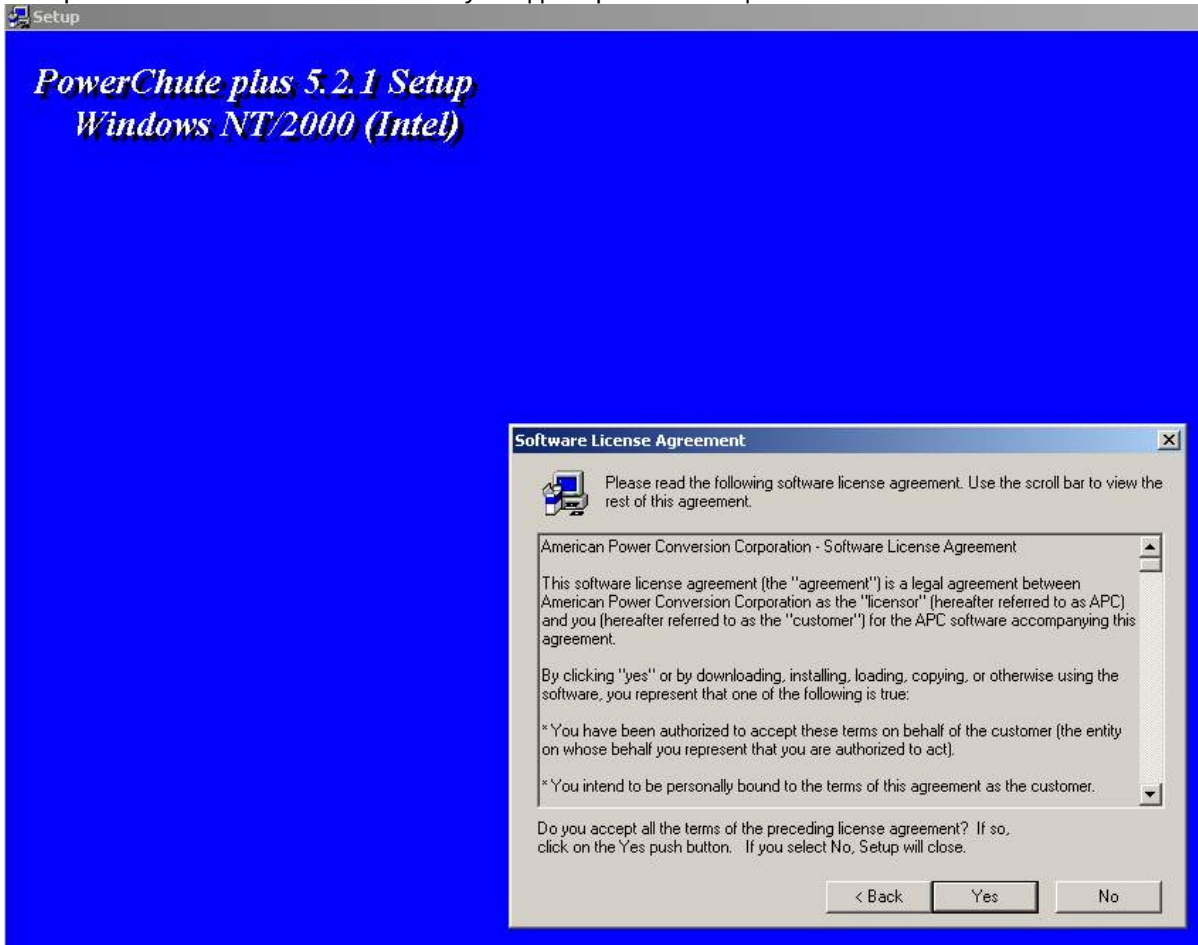 Setup
PowerChute plus 5.2.1 Setup
Windows NT/2000 (Intel)
Software License Agreement
Please read the following software license agreement. Use the scroll bar to view the
rest of this agreement.
American Power Conversion Corporation - Software License Agreement
This software license agreement (the "agreement") is a legal agreement between
American Power Conversion Corporation as the "licensor" (hereafter referred to as APC)
and you (hereafter referred to as the "customer") for the APC software accompanying this
agreement.
By clicking "yes" or by downloading, installing, loading, copying, or otherwise using the
software, you represent that one of the following is true:
* You have been authorized to accept these terms on behalf of the customer (the entity
on whose behalf you represent that you are authorized to act).
* You intend to be personally bound to the terms of this agreement as the customer.
Do you accept all the terms of the preceding license agreement? If so,
click on the Yes push button. If you select No, Setup will close.
< Back Yes No